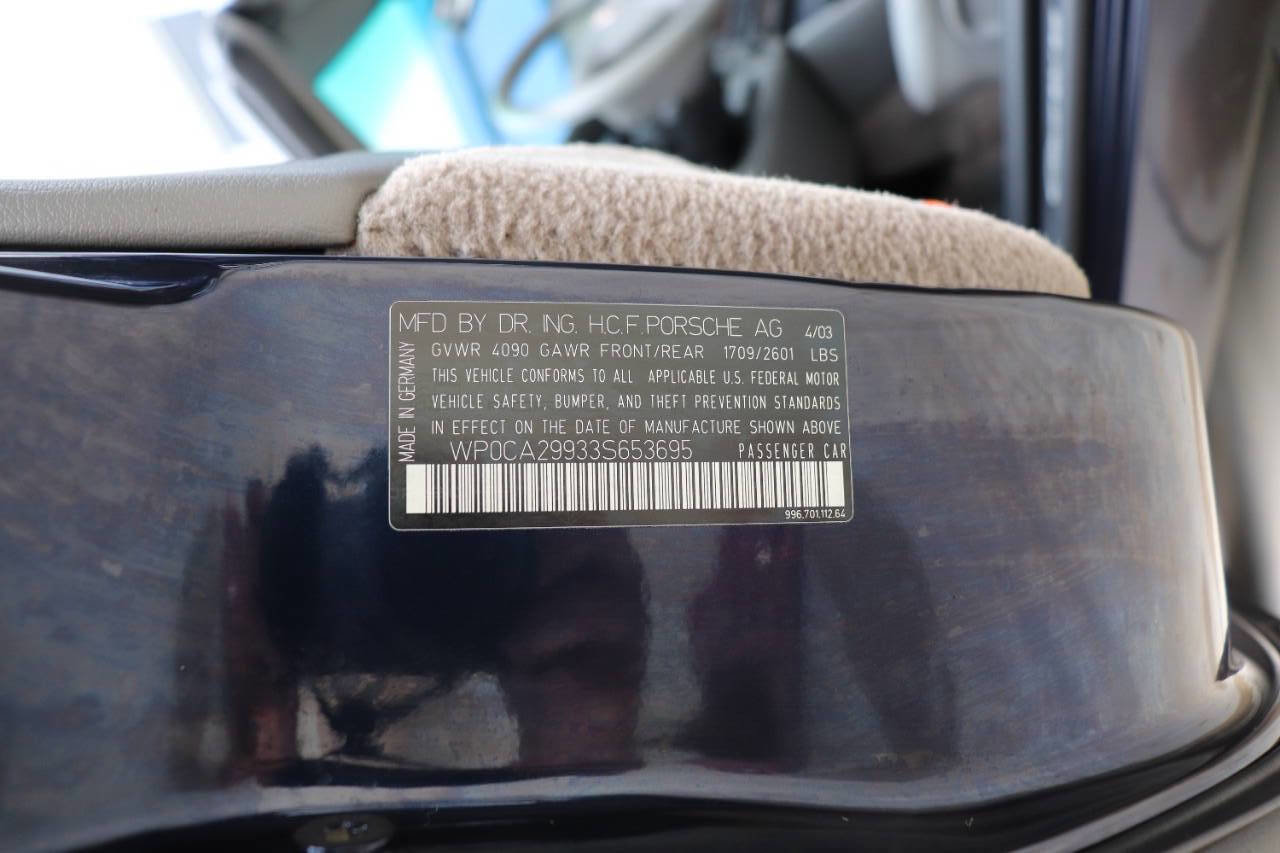 MFD BY DR. ING. H.C.F. PORSCHE AG 4/03
GVWR 4090 GAWR FRONT/REAR 1709/2601 LBS
THIS VEHICLE CONFORMS TO ALL APPLICABLE U.S. FEDERAL MOTOR
VEHICLE SAFETY, BUMPER, AND THEFT PREVENTION STANDARDS
IN EFFECT ON THE DATE OF MANUFACTURE SHOWN ABOVE
WP0CA29933S653695 PASSENGER CAR
996.701.112.64
MADE IN GERMANY